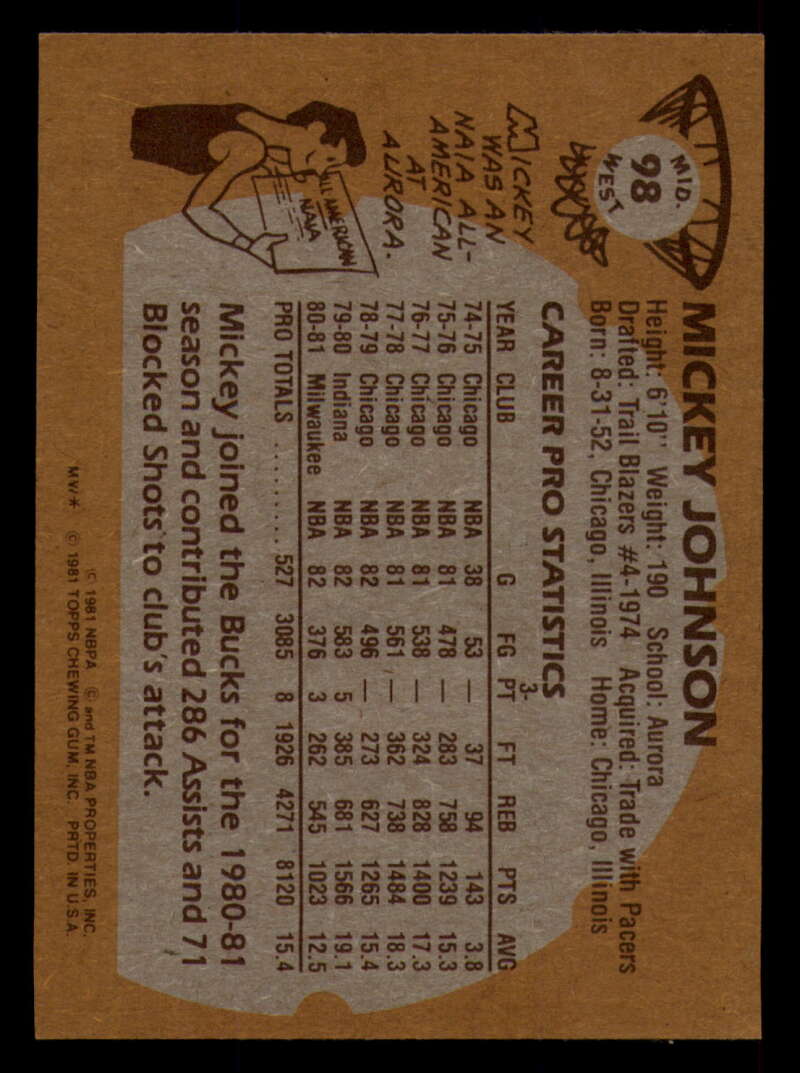 MID-
98
WEST
MICKEY JOHNSON
Height: 6'10" Weight: 190 School: Aurora
Drafted: Trail Blazers #4-1974 Acquired: Trade with Pacers
Born: 8-31-52, Chicago, Illinois Home: Chicago, Illinois
MICKEY
WAS AN
NAIA ALL-
AMERICAN
AT
AURORA.
ALL AMERICAN
NAIA
CAREER PRO STATISTICS
YEAR CLUB G FG 3-PT FT REB PTS AVG
74-75 Chicago NBA 38 53 — 37 94 143 3.8
75-76 Chicago NBA 81 478 — 283 758 1239 15.3
76-77 Chicago NBA 81 538 — 324 828 1400 17.3
77-78 Chicago NBA 81 561 — 362 738 1484 18.3
78-79 Chicago NBA 82 496 — 273 627 1265 15.4
79-80 Indiana NBA 82 583 5 385 681 1566 19.1
80-81 Milwaukee NBA 82 376 3 262 545 1023 12.5
PRO TOTALS ......... 527 3085 8 1926 4271 8120 15.4
Mickey joined the Bucks for the 1980-81
season and contributed 286 Assists and 71
Blocked Shots to club's attack.
© 1981 NBPA © and TM NBA PROPERTIES, INC.
MV/* © 1981 TOPPS CHEWING GUM, INC. PRTD. IN U.S.A.